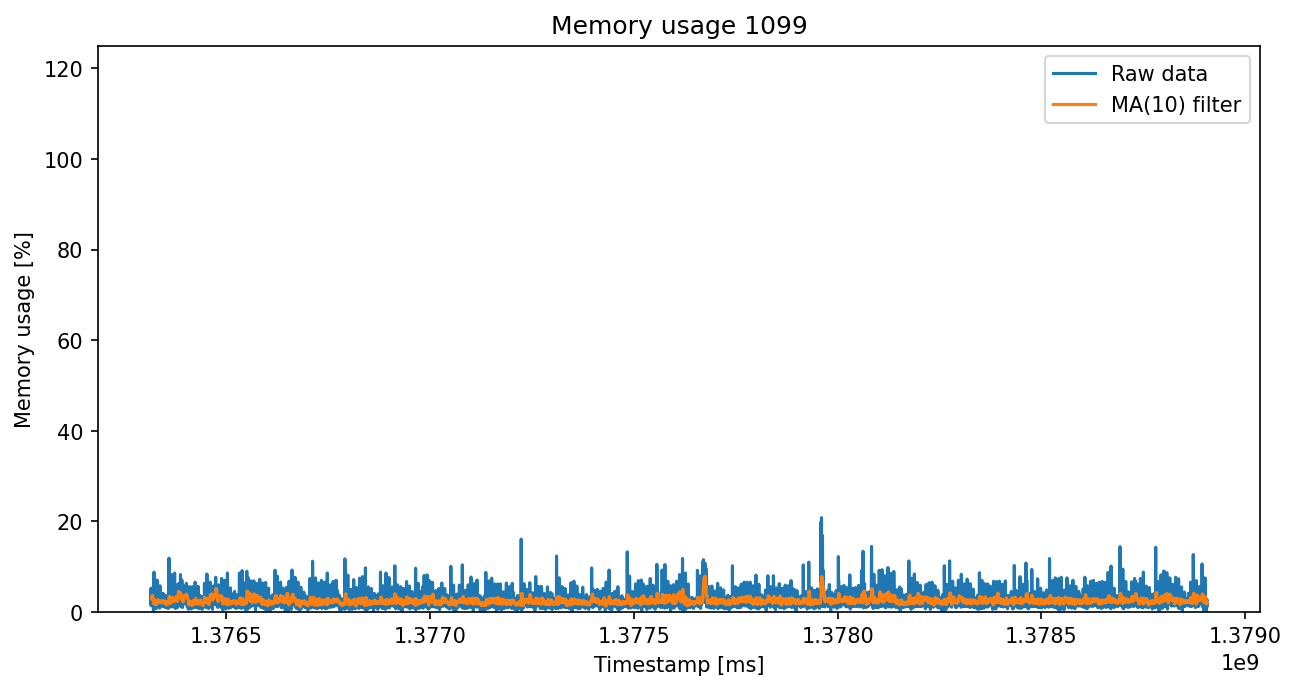 Memory usage 1099
Raw data
MA(10) filter
Memory usage [%]
120
100
80
60
40
20
0
1.3765
1.3770
1.3775
1.3780
1.3785
1.3790
1e9
Timestamp [ms]